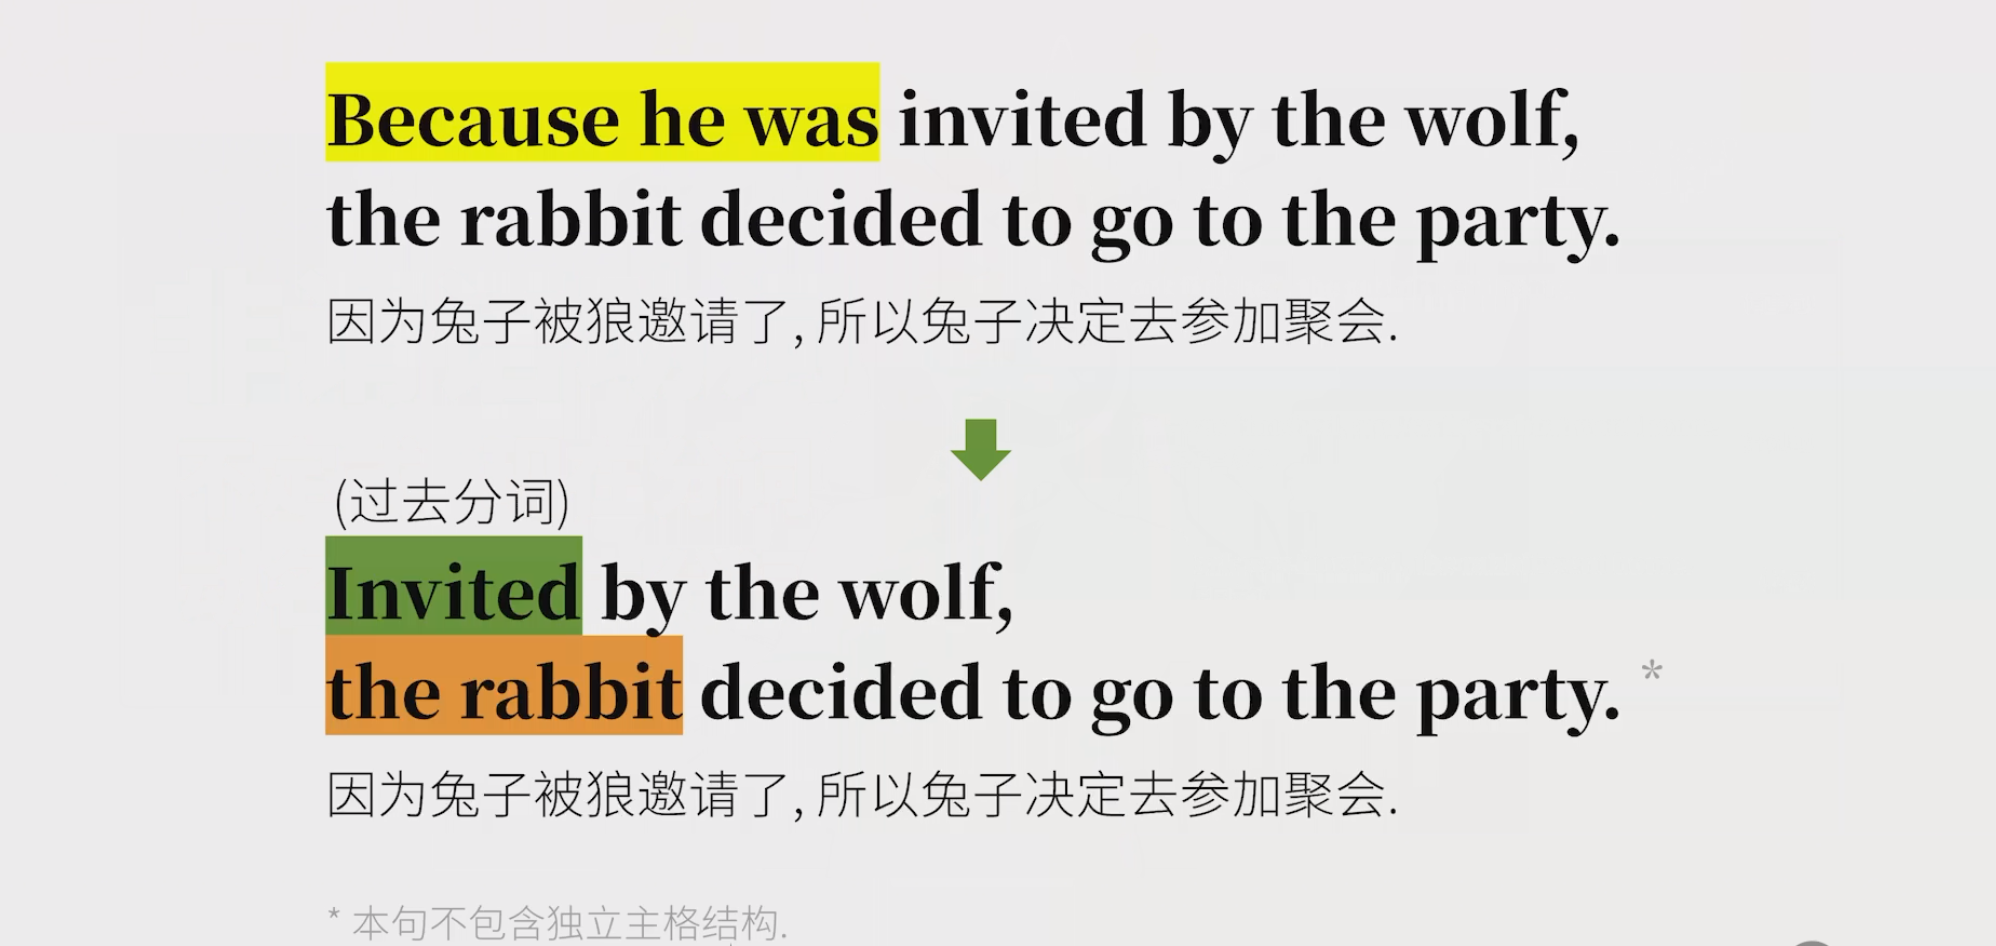 Because he was invited by the wolf,
the rabbit decided to go to the party.
因为兔子被狼邀请了, 所以兔子决定去参加聚会.
(过去分词)
Invited by the wolf,
the rabbit decided to go to the party. *
因为兔子被狼邀请了, 所以兔子决定去参加聚会.
* 本句不包含独立主格结构.